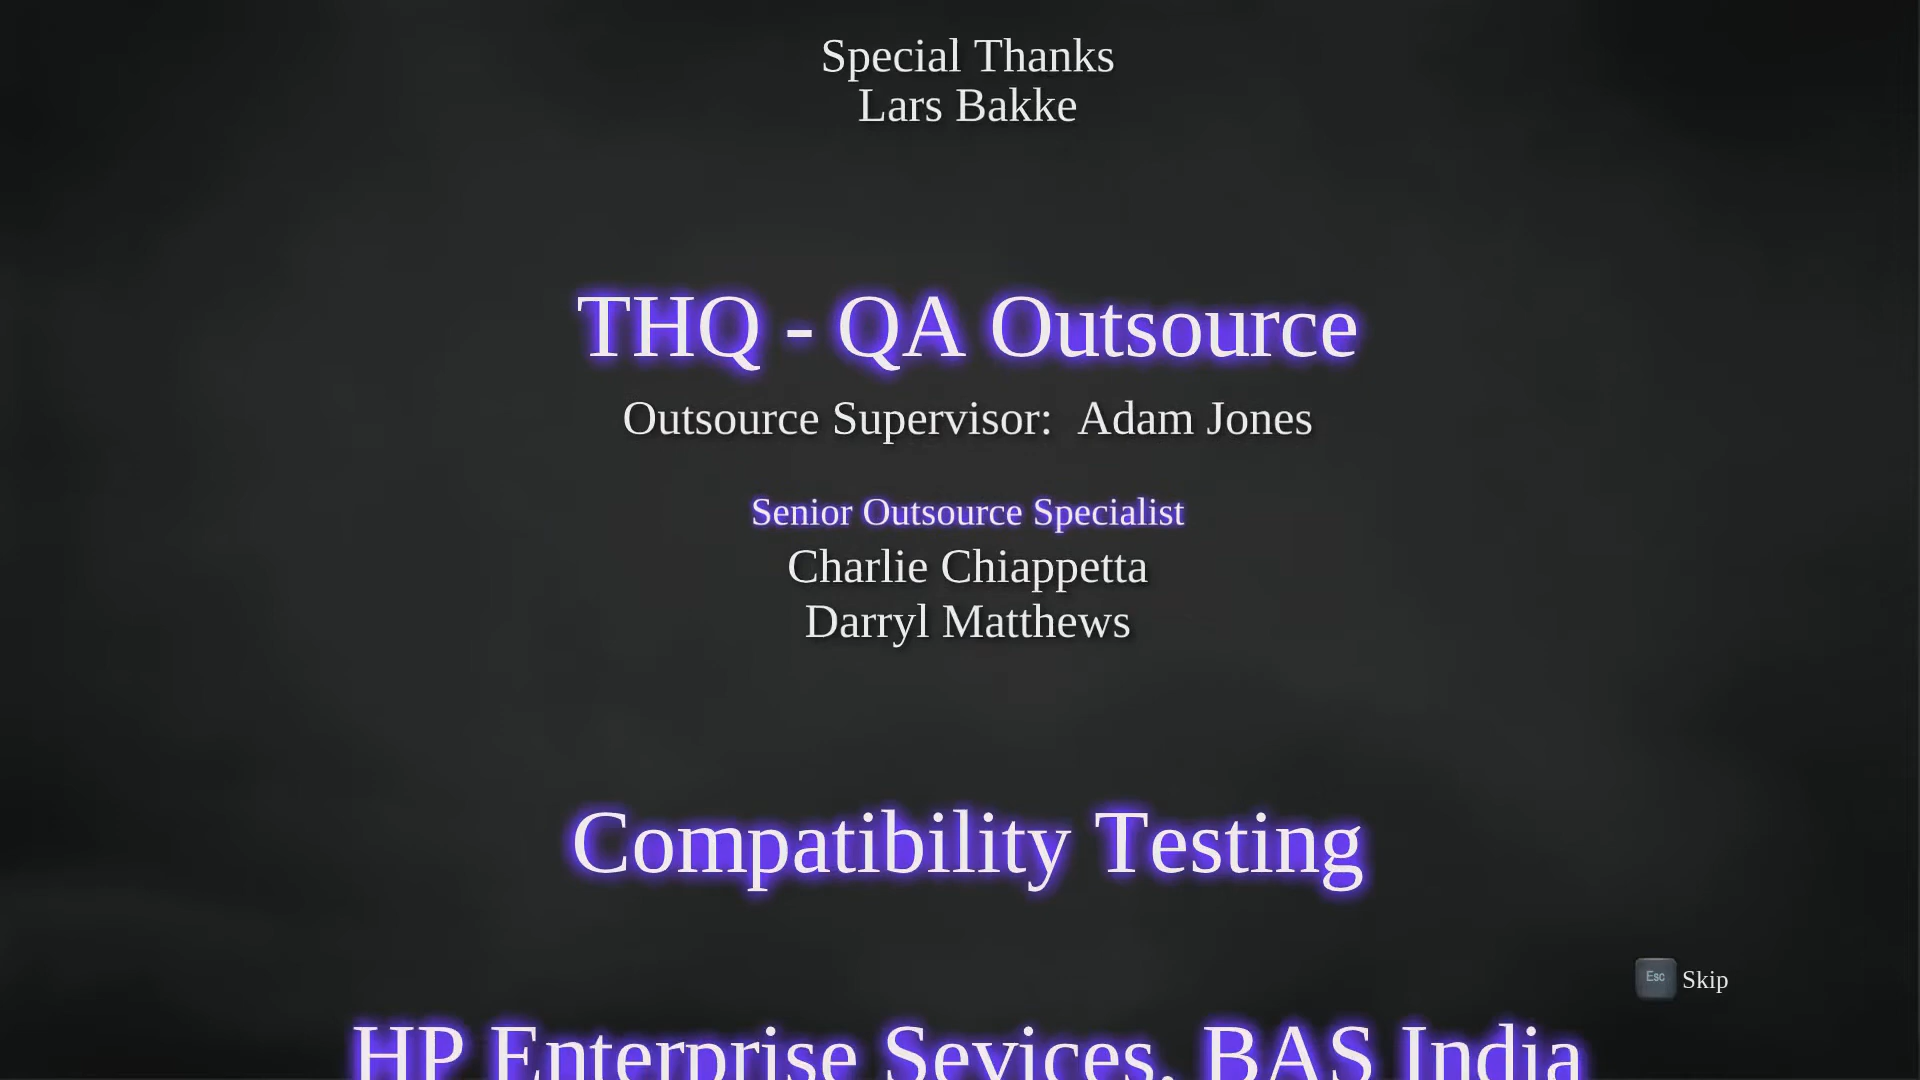 Special Thanks
Lars Bakke
THQ - QA Outsource
Outsource Supervisor:  Adam Jones
Senior Outsource Specialist
Charlie Chiappetta
Darryl Matthews
Compatibility Testing
Esc Skip
HP Enterprise Sevices, BAS India